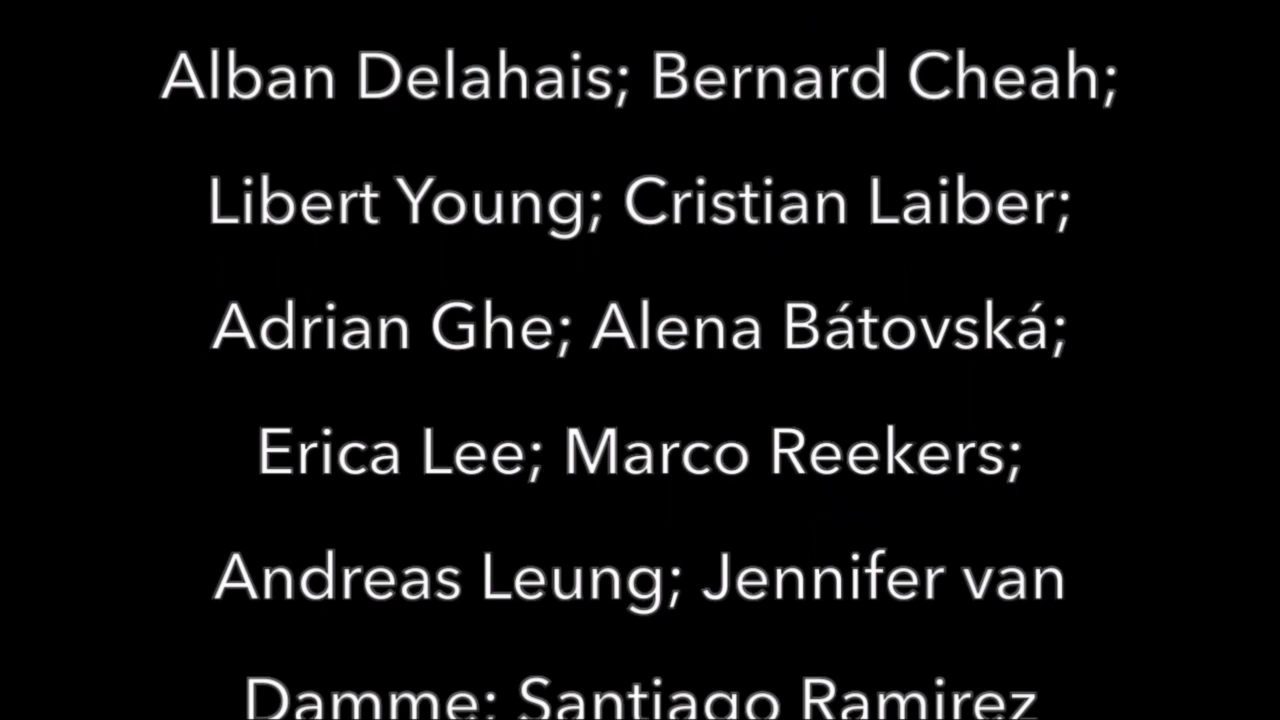 Alban Delahais; Bernard Cheah;
Libert Young; Cristian Laiber;
Adrian Ghe; Alena Bátovská;
Erica Lee; Marco Reekers;
Andreas Leung; Jennifer van
Damme; Santiago Ramirez